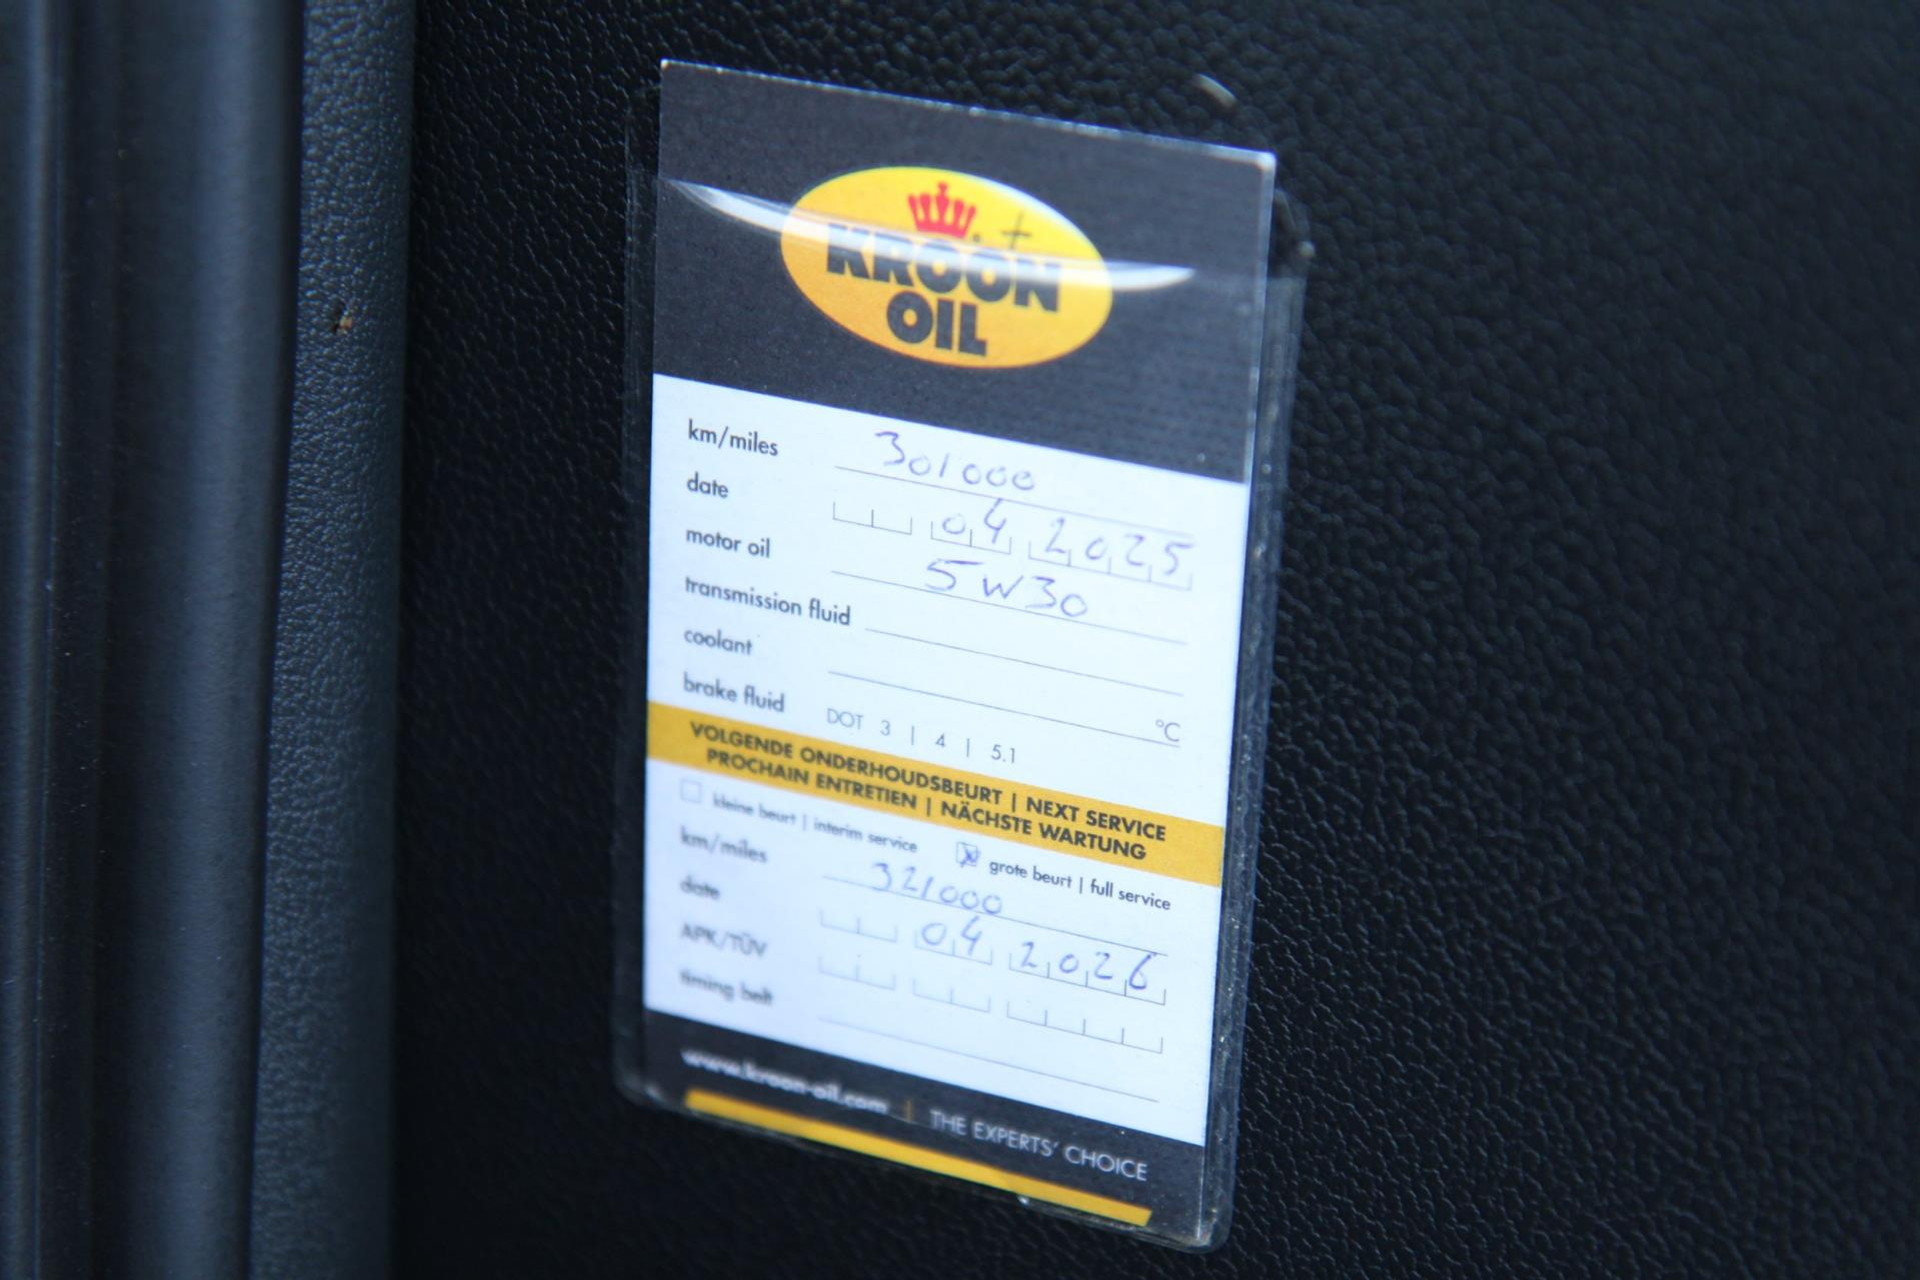 KROON
OIL
km/miles 301000
date 04 2025
motor oil 5W30
transmission fluid
coolant °C
brake fluid DOT 3 | 4 | 5.1
VOLGENDE ONDERHOUDSBEURT | NEXT SERVICE
PROCHAIN ENTRETIEN | NÄCHSTE WARTUNG
kleine beurt | interim service grote beurt | full service
km/miles 321000
date 04 2026
APK/TÜV
timing belt
www.kroon-oil.com | THE EXPERTS' CHOICE